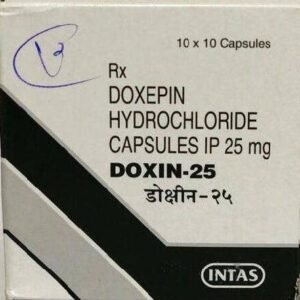 10 x 10 Capsules
Rx
DOXEPIN
HYDROCHLORIDE
CAPSULES IP 25 mg
DOXIN-25
डोक्षीन-२५
INTAS